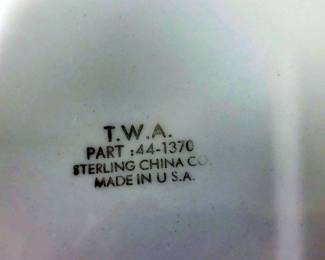 T.W.A.
PART :44-1370
STERLING CHINA CO.
MADE IN U S.A.